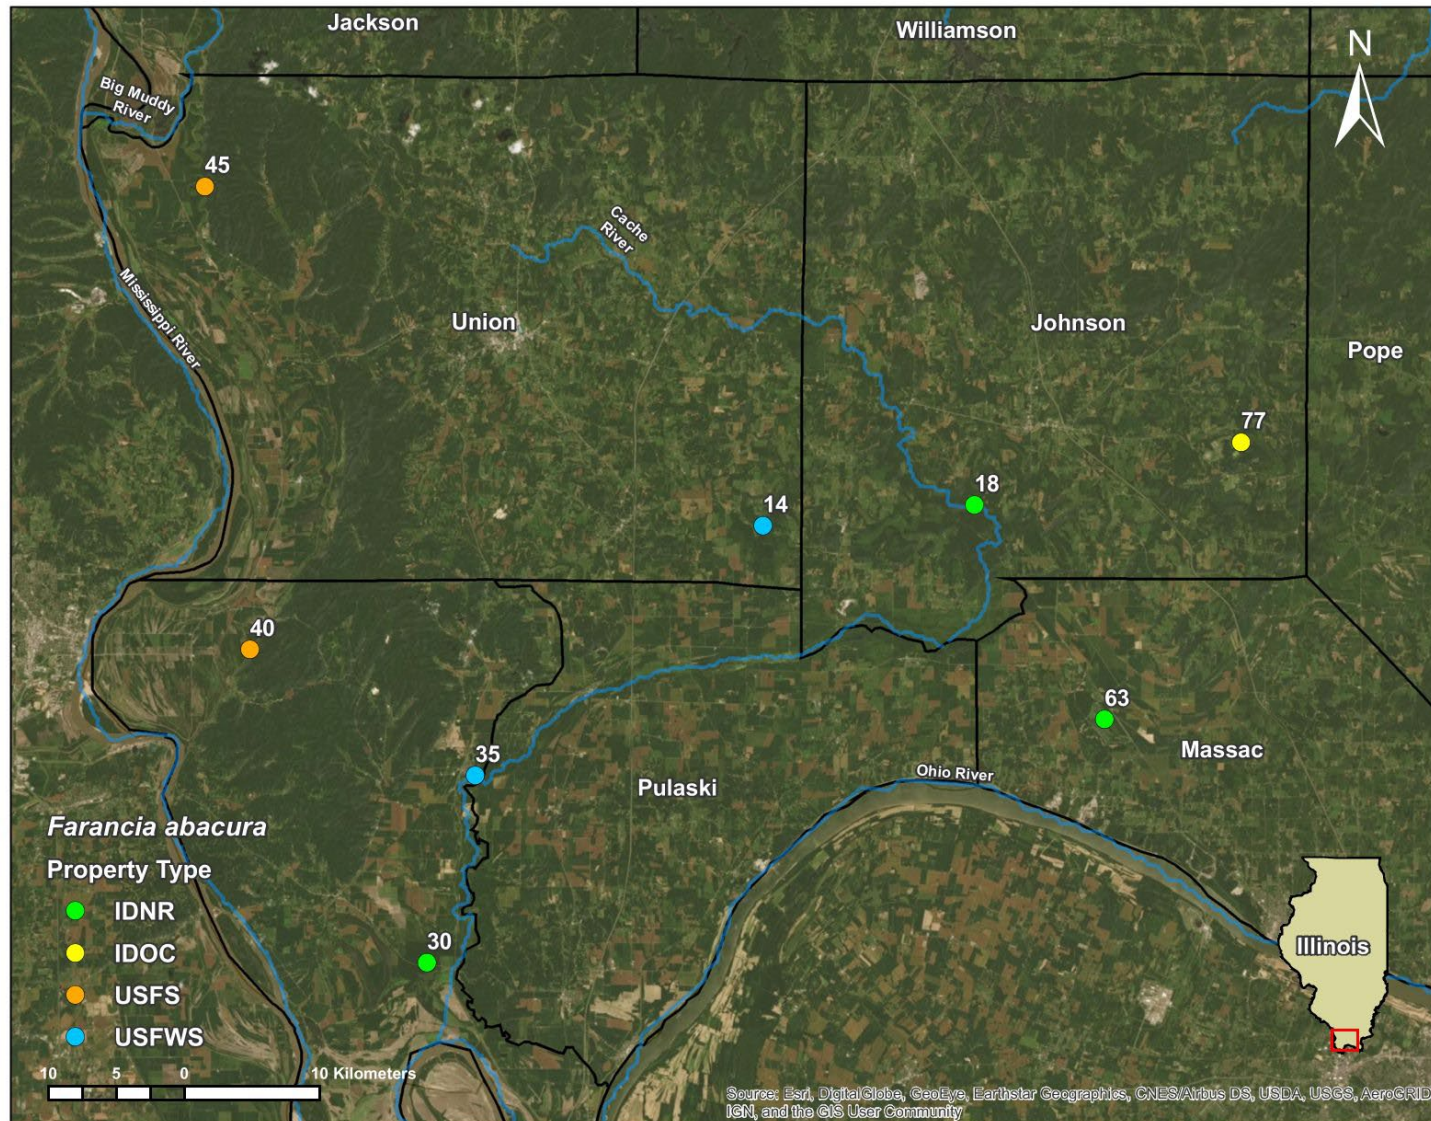 Jackson
Williamson
N
Big Muddy
River
45
Cache
River
Mississippi River
Union
Johnson
Pope
77
18
14
40
63
Massac
35
Pulaski
Ohio River
Farancia abacura
Property Type
IDNR
IDOC
USFS
USFWS
30
Illinois
10 5 0 10 Kilometers
Source: Esri, DigitalGlobe, GeoEye, Earthstar Geographics, CNES/Airbus DS, USDA, USGS, AeroGRID
IGN, and the GIS User Community